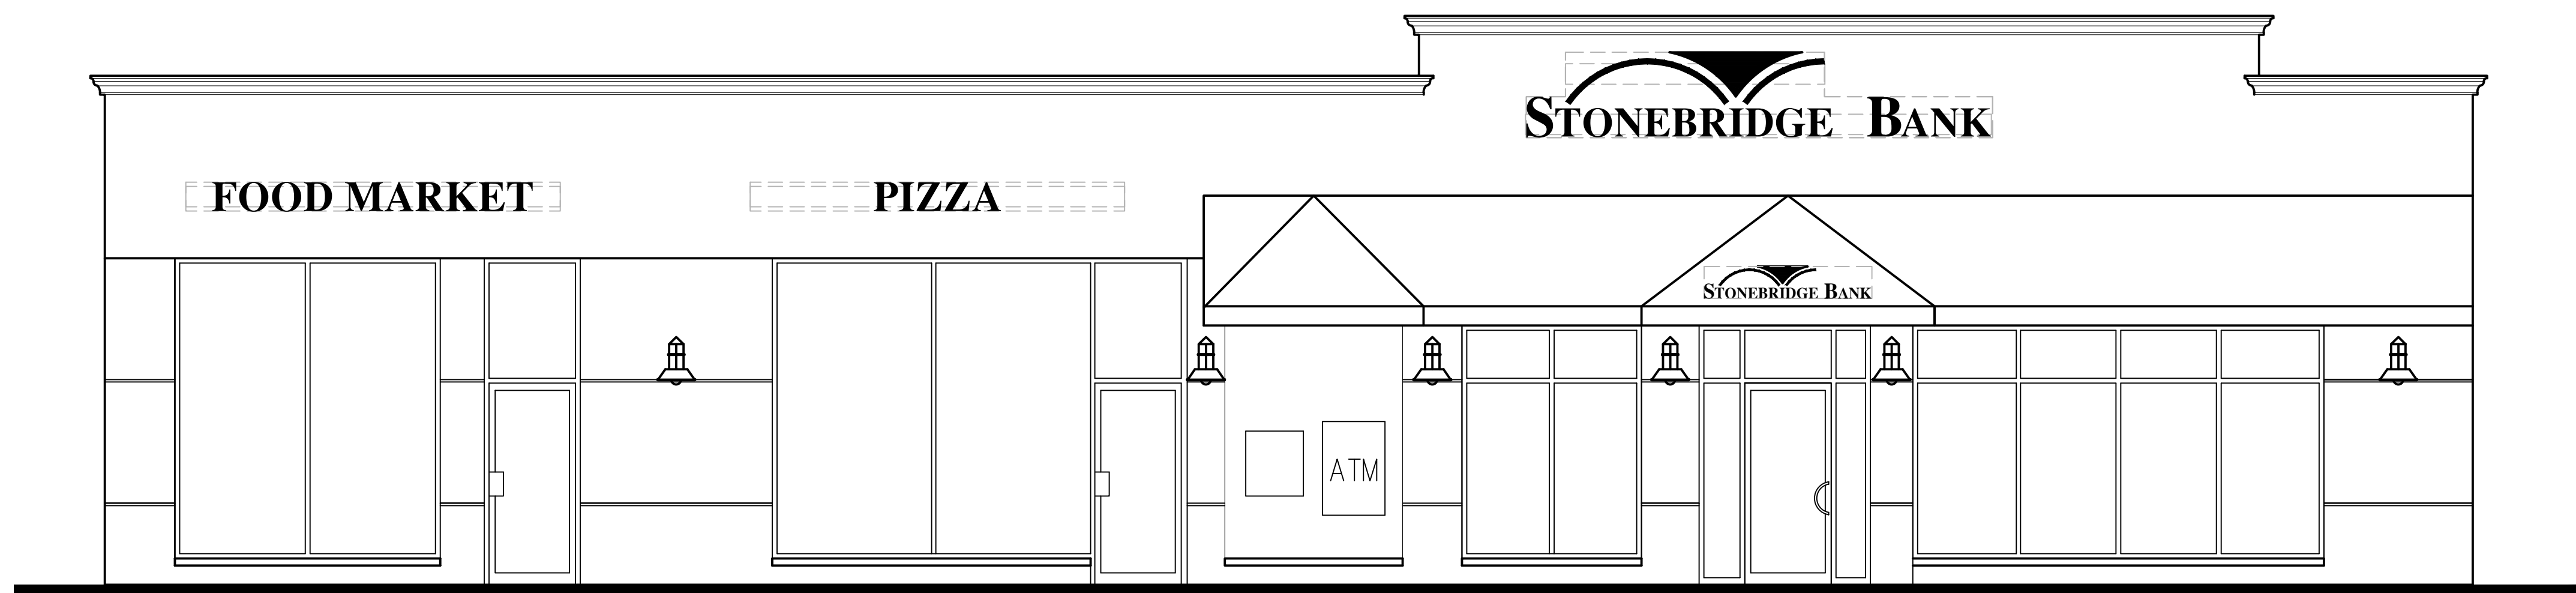 STONEBRIDGE BANK
FOOD MARKET
PIZZA
STONEBRIDGE BANK
ATM